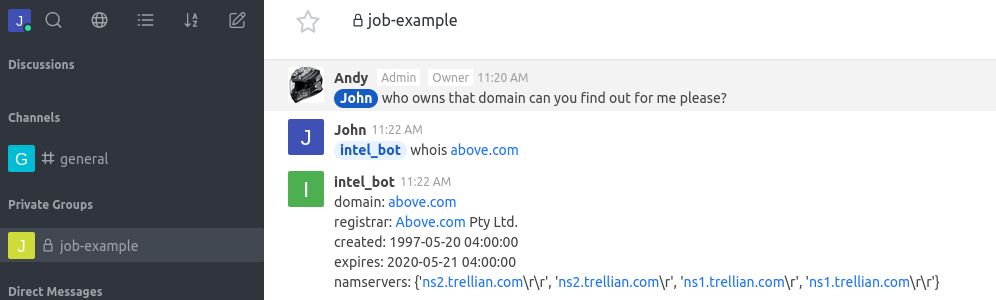 J
Discussions
Channels
G # general
Private Groups
J job-example
Direct Messages
job-example
Andy Admin Owner 11:20 AM
John who owns that domain can you find out for me please?
J John 11:22 AM
intel_bot whois above.com
I intel_bot 11:22 AM
domain: above.com
registrar: Above.com Pty Ltd.
created: 1997-05-20 04:00:00
expires: 2020-05-21 04:00:00
namservers: {'ns2.trellian.com\r\r', 'ns2.trellian.com\r', 'ns1.trellian.com\r', 'ns1.trellian.com\r\r'}